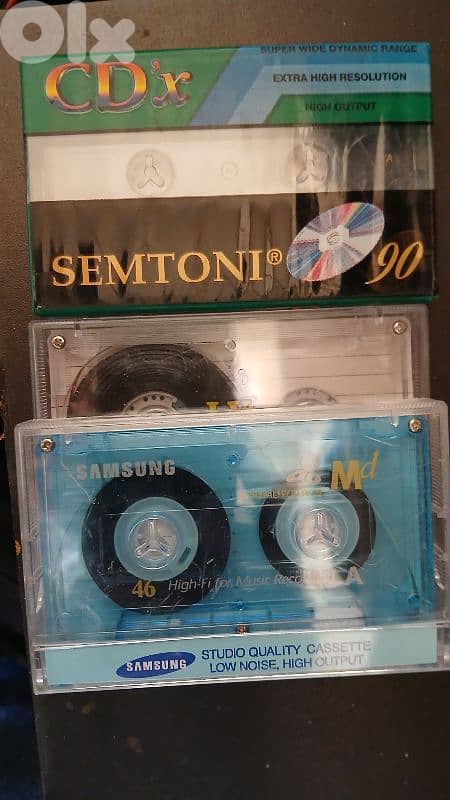 OLX
CD'x
SUPER WIDE DYNAMIC RANGE
EXTRA HIGH RESOLUTION
HIGH OUTPUT
A
SEMTONI®
90
SAMSUNG
Md
46
High-Fi for Music
A
SAMSUNG
STUDIO QUALITY CASSETTE
LOW NOISE, HIGH OUTPUT